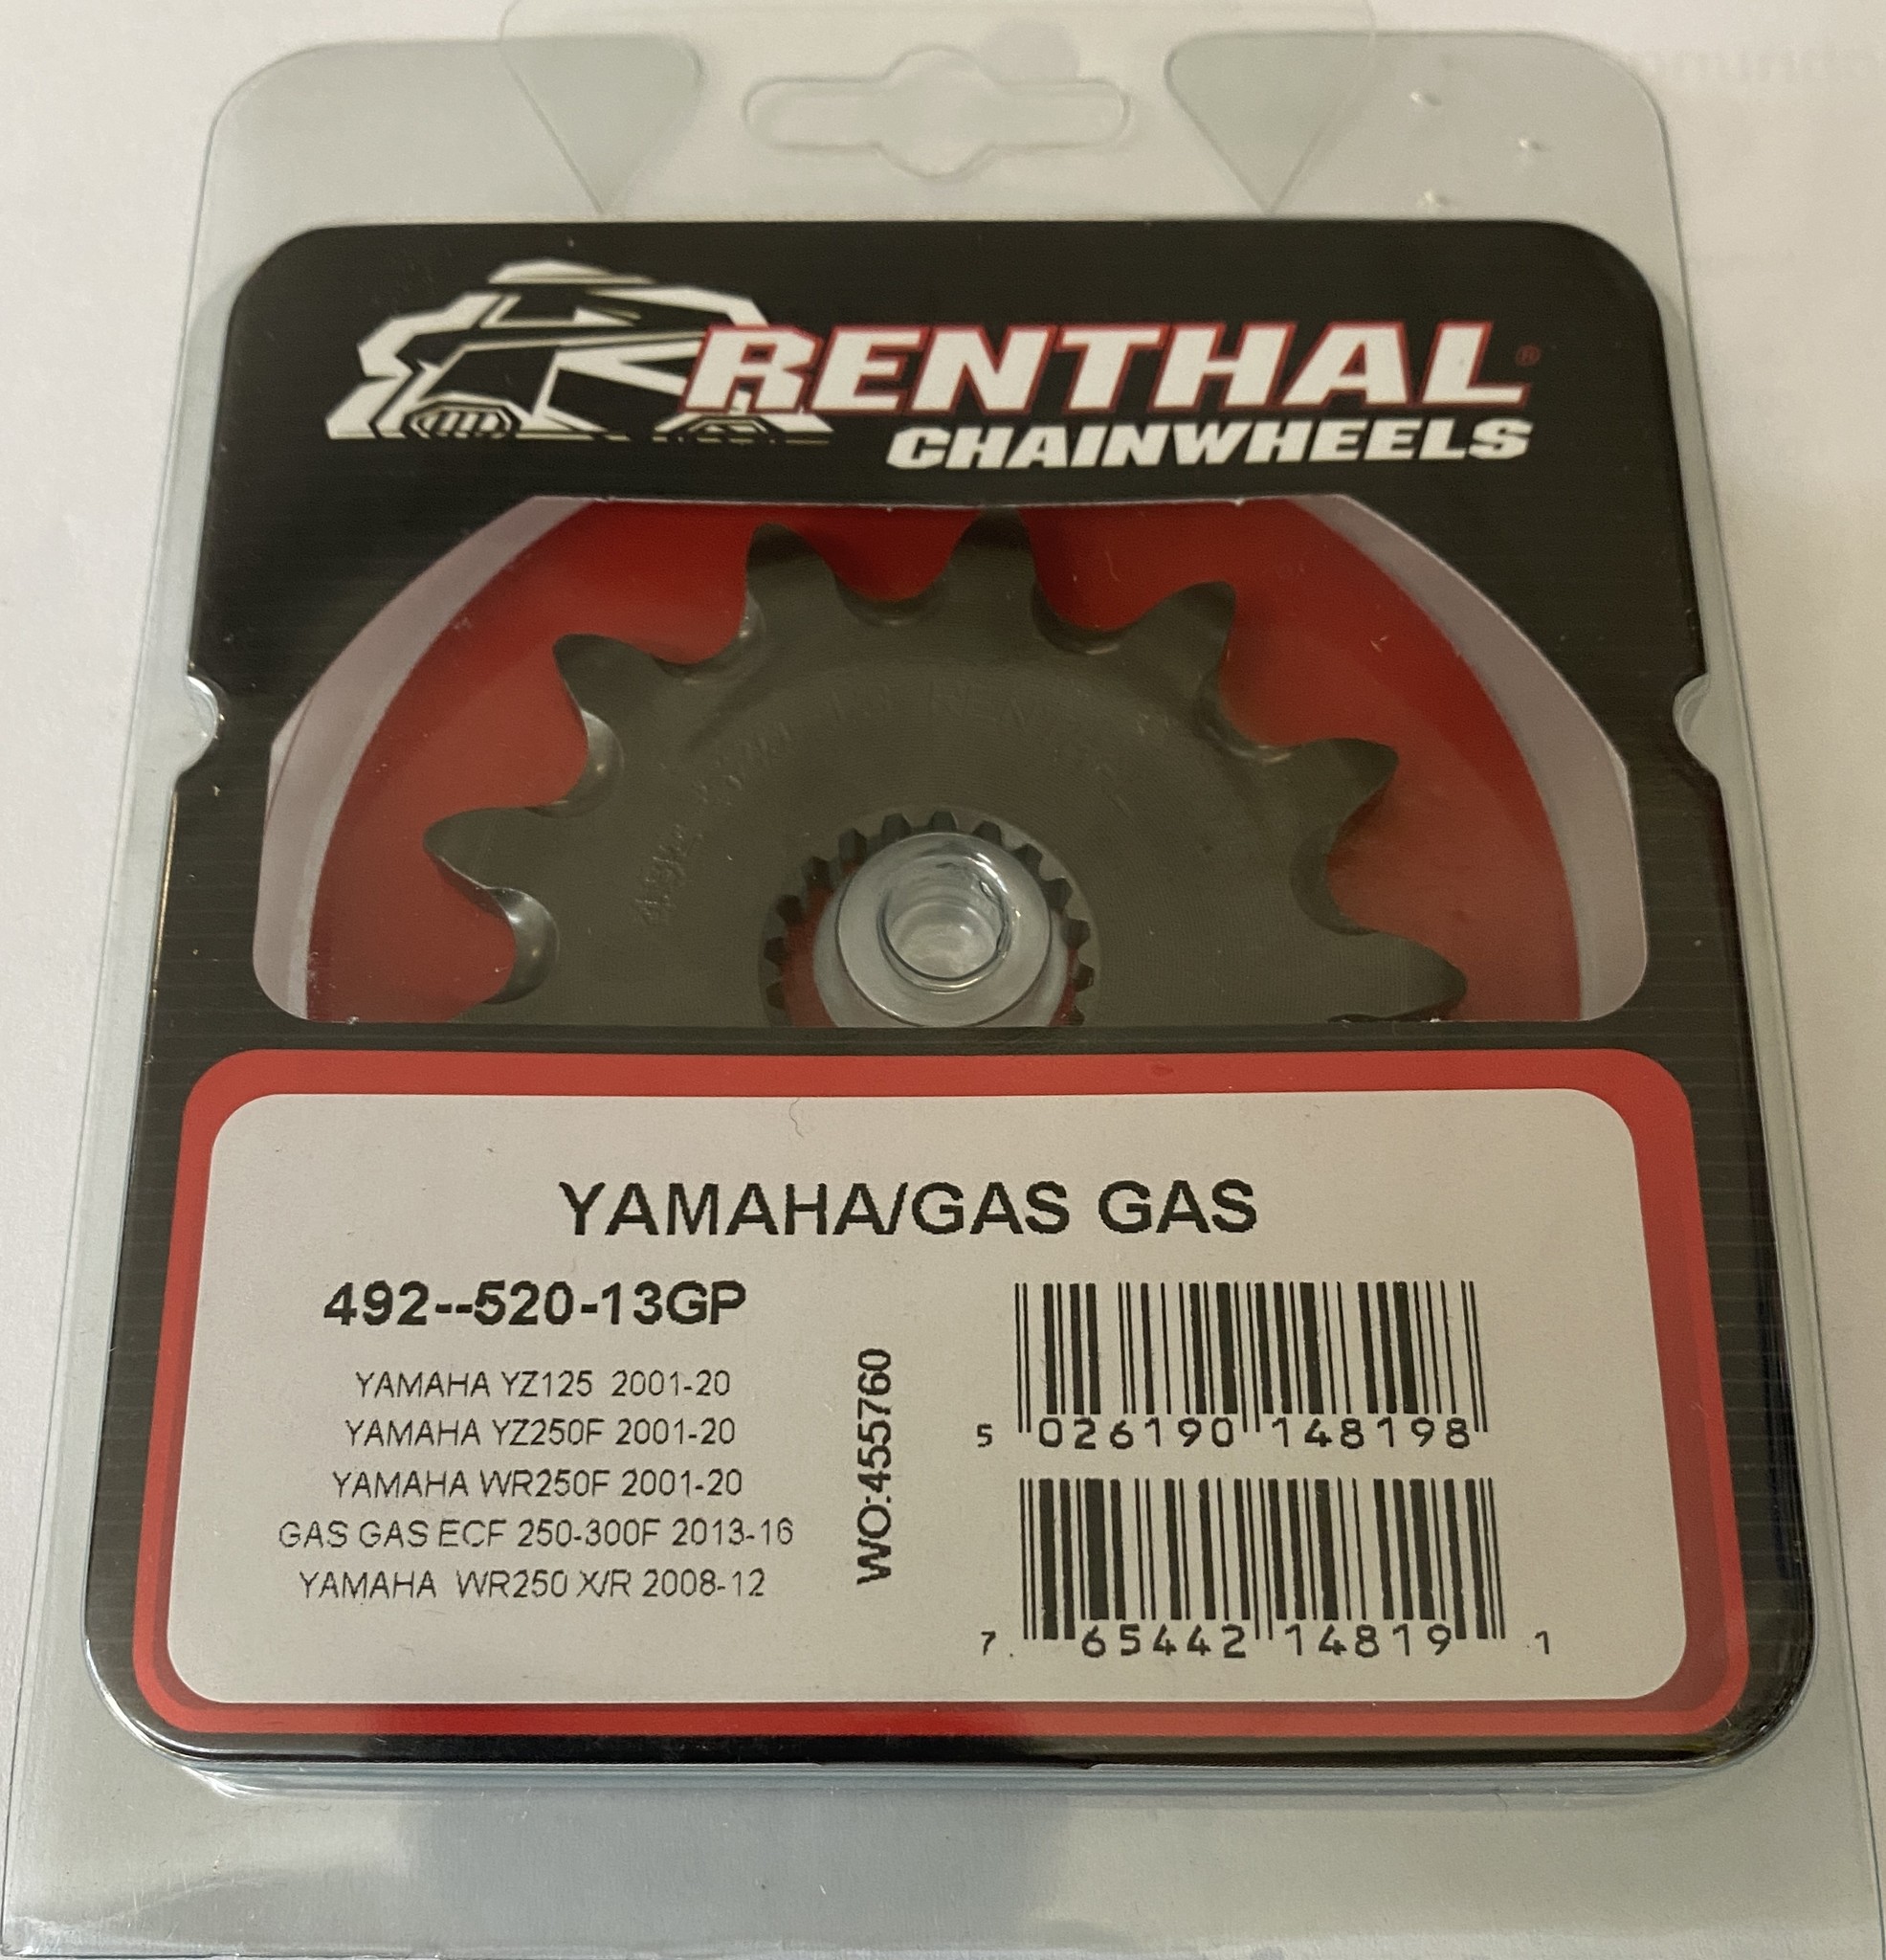 RENTHAL®
CHAINWHEELS
YAMAHA/GAS GAS
492--520-13GP
YAMAHA YZ125 2001-20
YAMAHA YZ250F 2001-20
YAMAHA WR250F 2001-20
GAS GAS ECF 250-300F 2013-16
YAMAHA WR250 X/R 2008-12
WO:455760
5 026190 148198
7 65442 14819 1